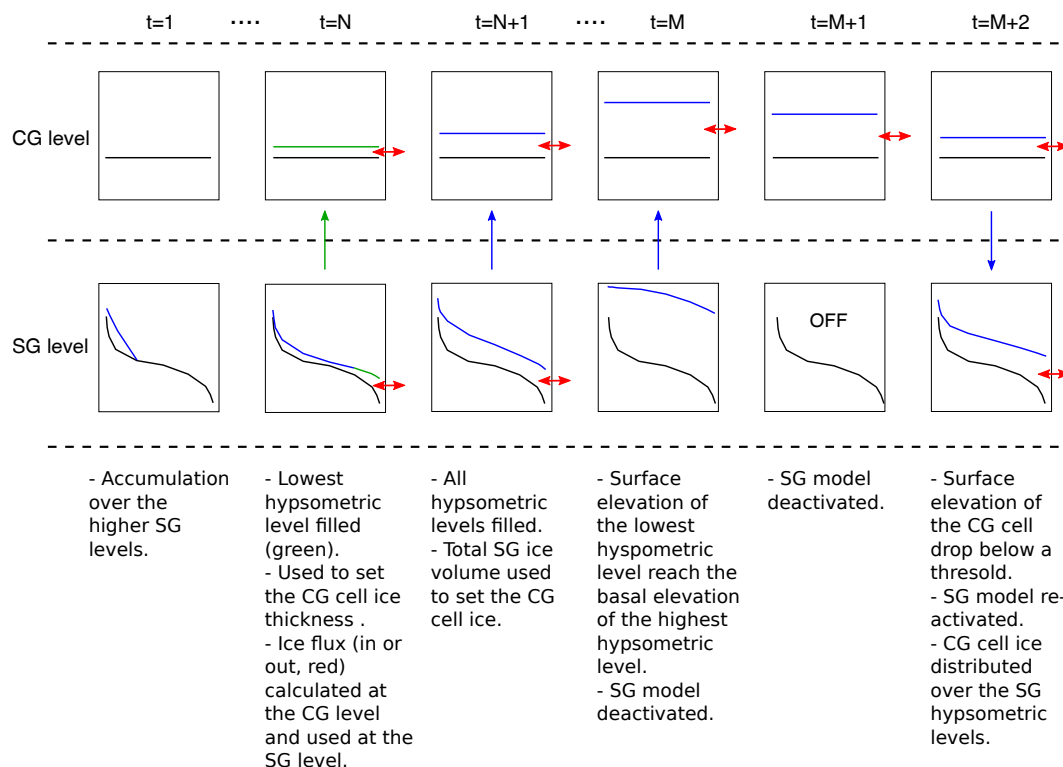 t=1 .... t=N t=N+1 .... t=M t=M+1 t=M+2
CG level
SG level
OFF
- Accumulation
over the
higher SG
levels.
- Lowest
hypsometric
level filled
(green).
- Used to set
the CG cell ice
thickness .
- Ice flux (in or
out, red)
calculated at
the CG level
and used at the
SG level.
- All
hypsometric
levels filled.
- Total SG ice
volume used
to set the CG
cell ice.
- Surface
elevation of
the lowest
hyspometric
level reach the
basal elevation
of the highest
hypsometric
level.
- SG model
deactivated.
- SG model
deactivated.
- Surface
elevation of
the CG cell
drop below a
thresold.
- SG model re-
activated.
- CG cell ice
distributed
over the SG
hypsometric
levels.